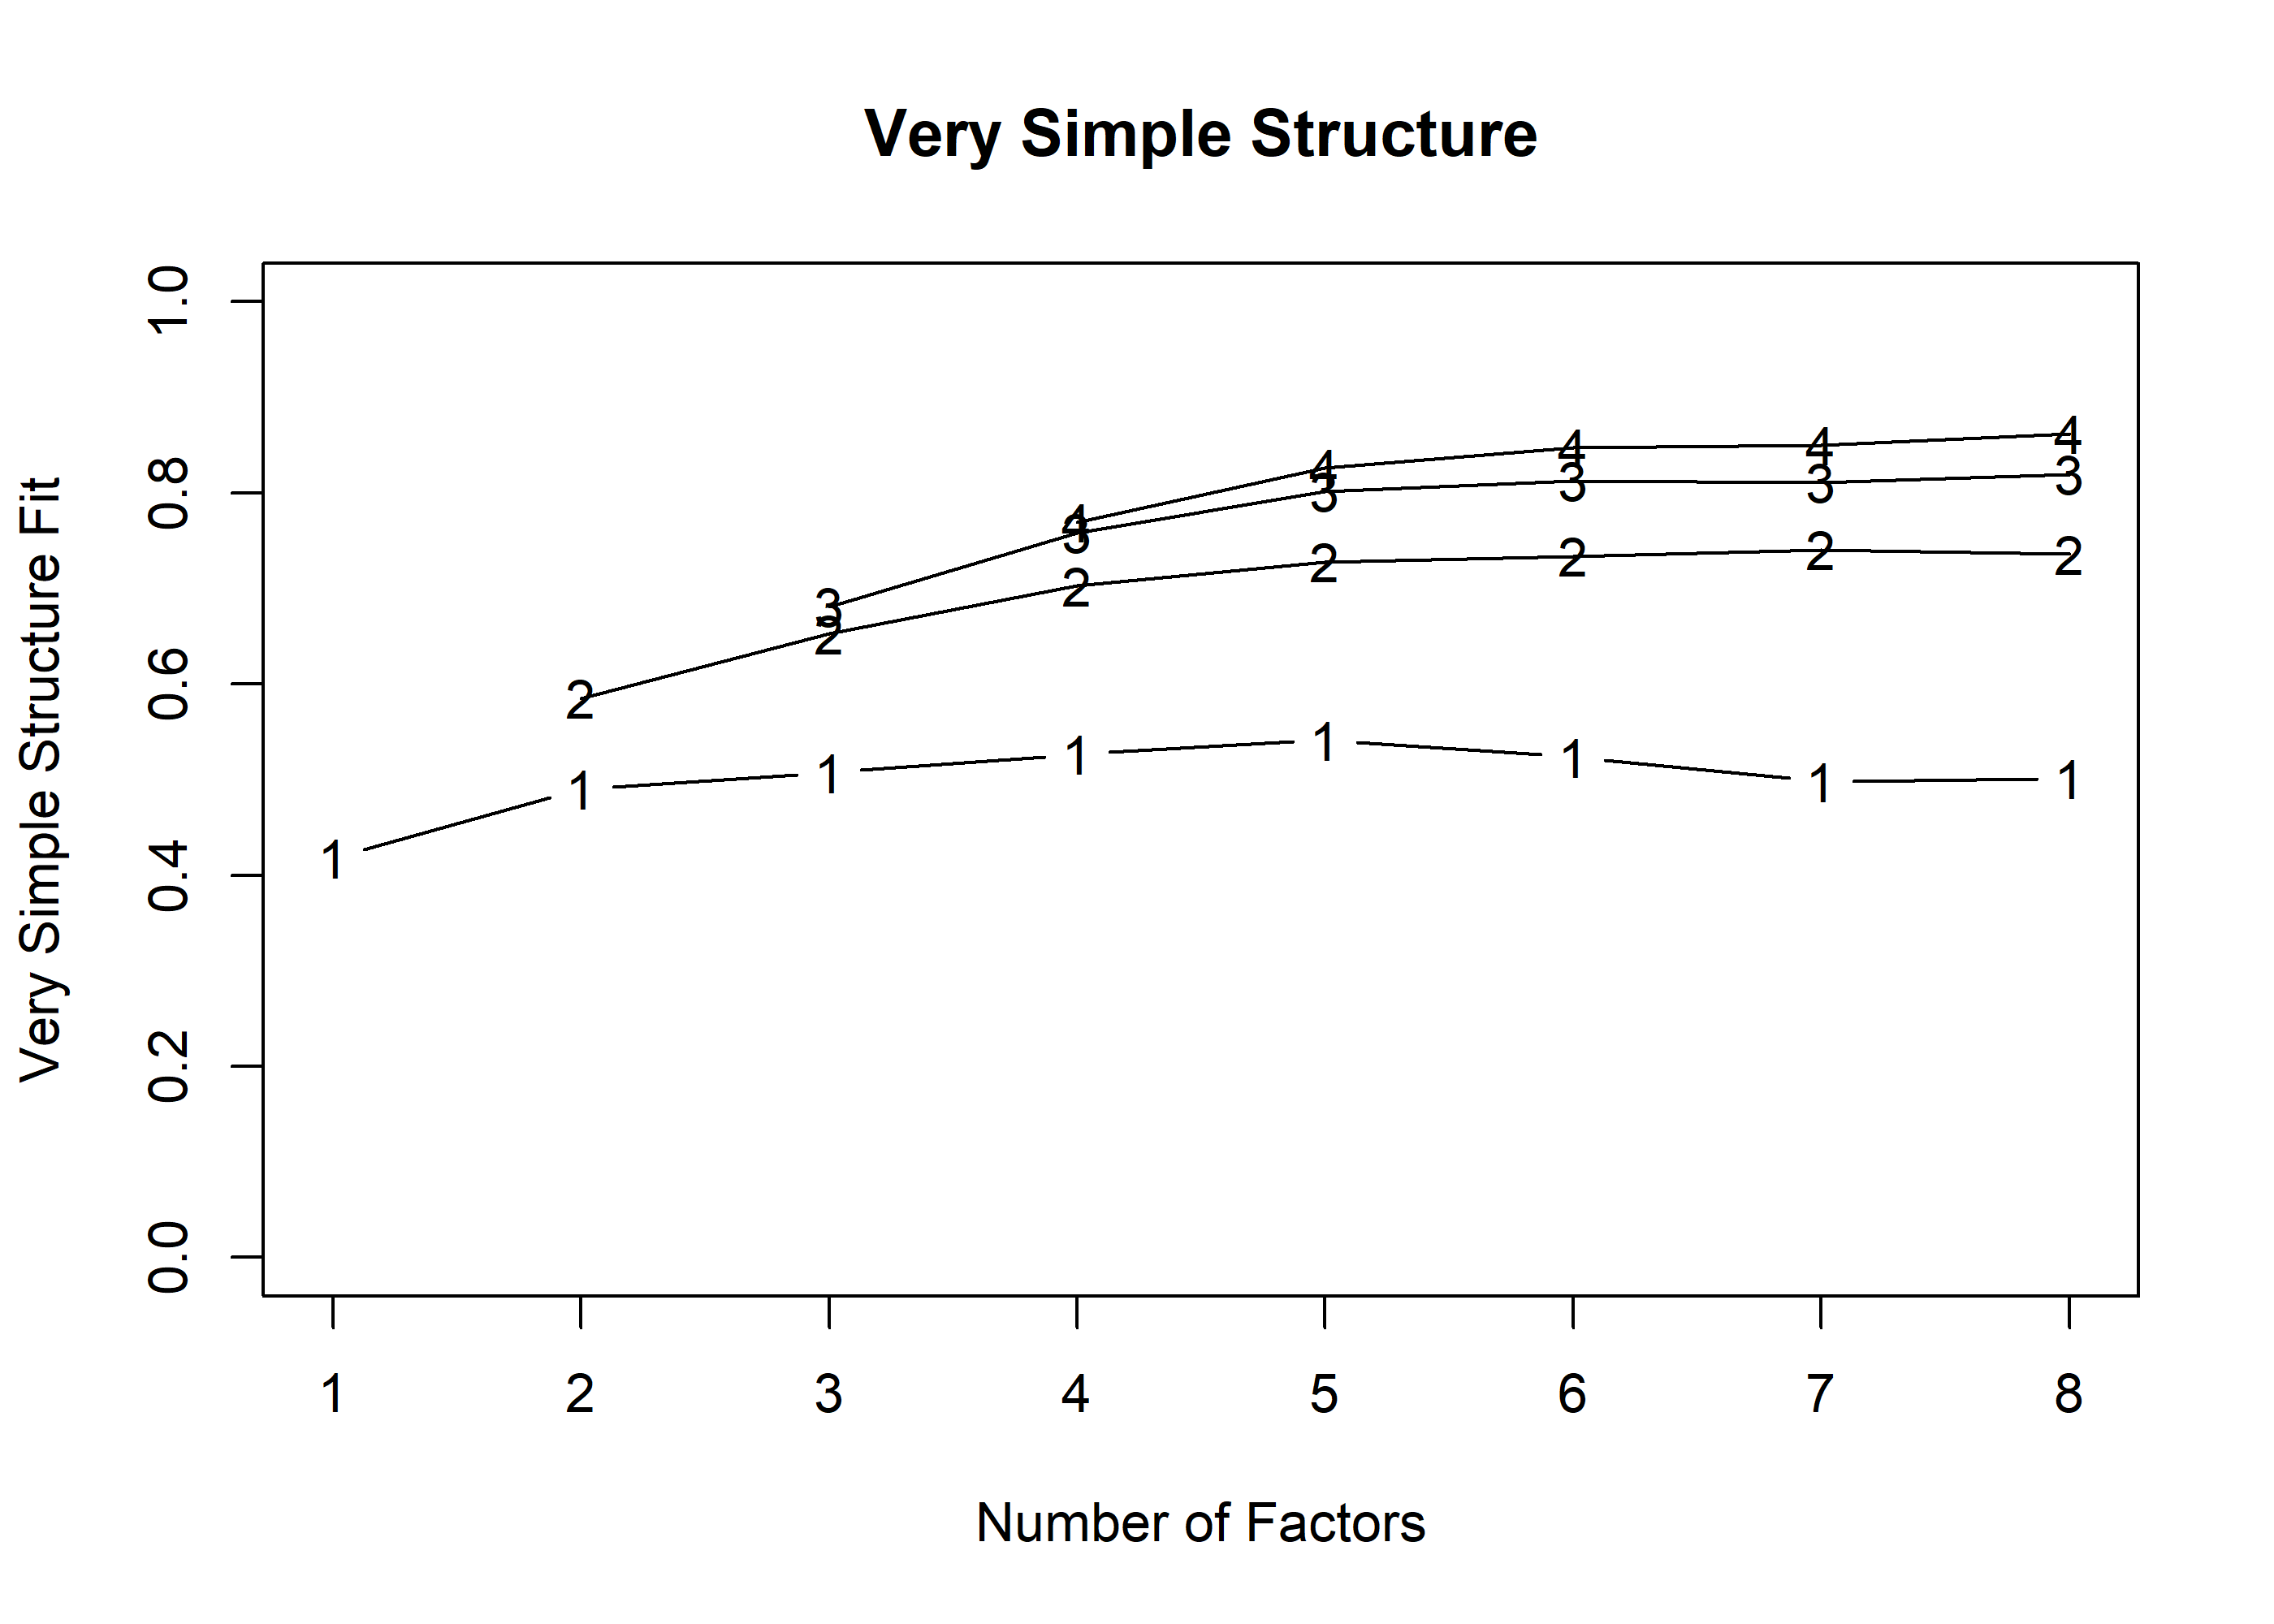 Very Simple Structure
Very Simple Structure Fit
1.0
0.8
0.6
0.4
0.2
0.0
4 4 4 4 4
3 3 3 3 3 3
2 2 2 2 2 2 2
1 1 1 1 1 1 1 1
1 2 3 4 5 6 7 8
Number of Factors